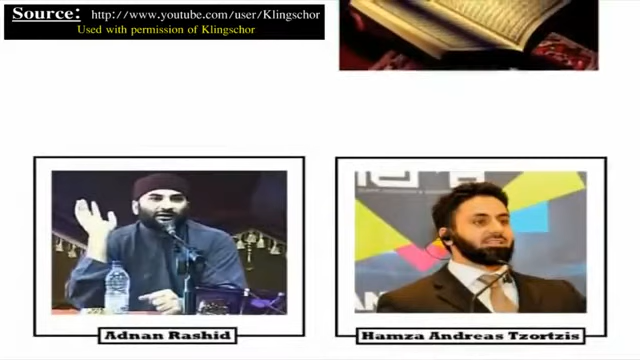 Source: http://www.youtube.com/user/Klingschor
Used with permission of Klingschor
Adnan Rashid
Hamza Andreas Tzortzis